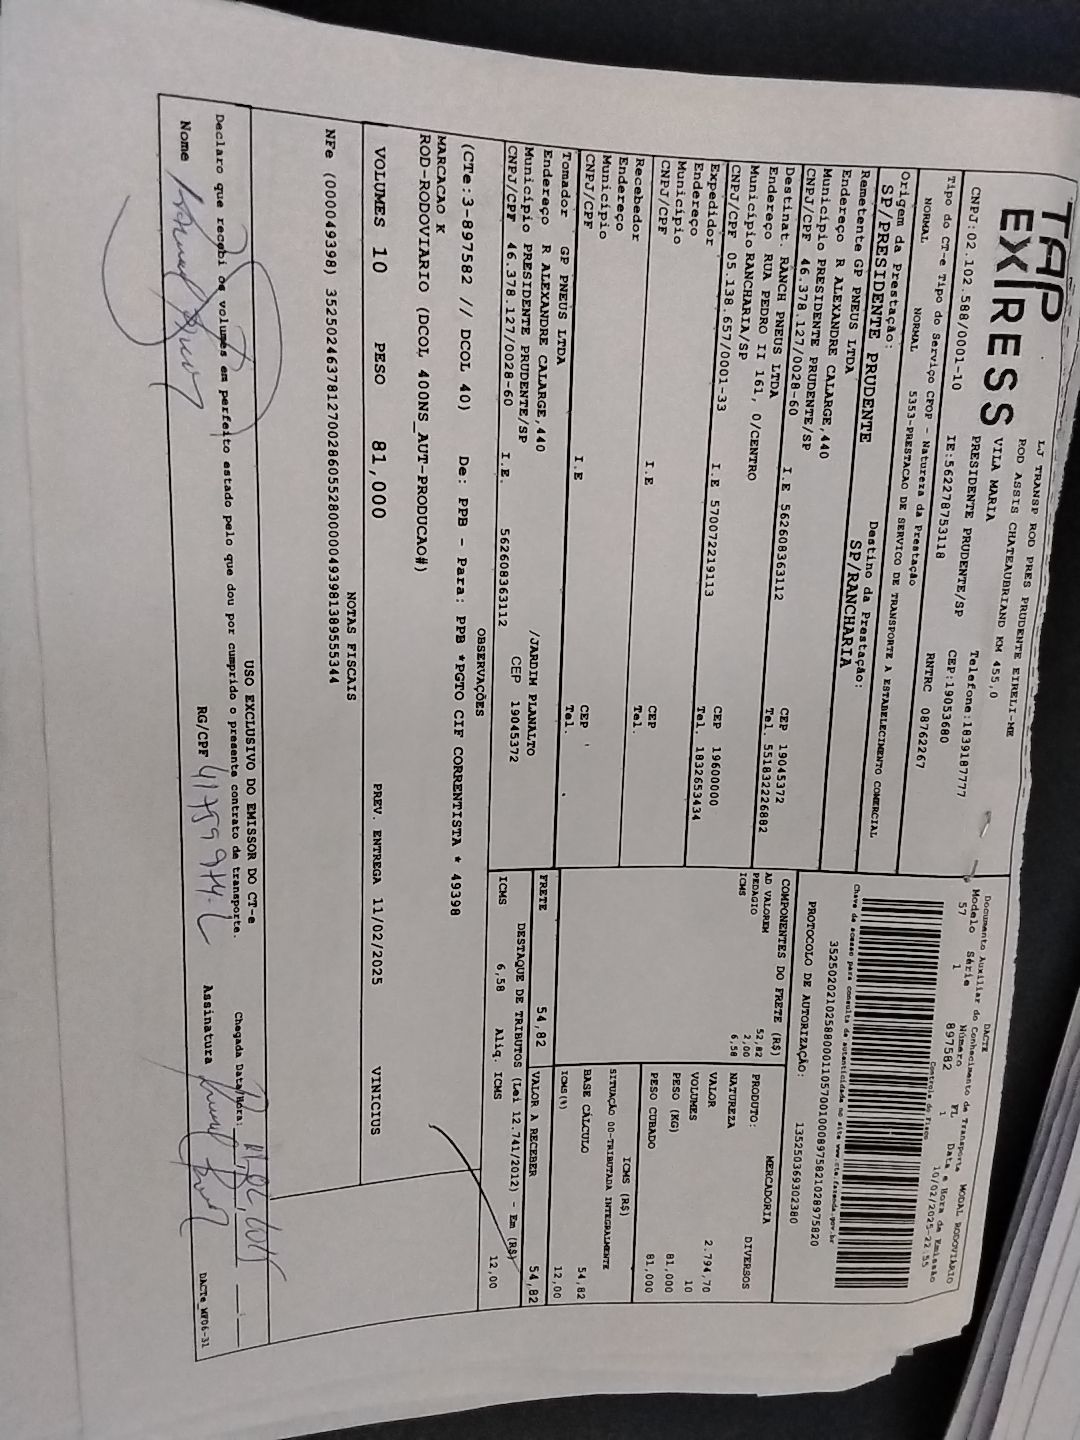 TAP
EXPRESS
LJ TRANSP ROD PRES PRUDENTE EIRELI-ME
ROD ASSIS CHATEAUBRIAND KM 455,0
VILA MARIA
PRESIDENTE PRUDENTE/SP Telefone:1839187777
CNPJ:02.102.588/0001-10 IE:562278753118 CEP:19053680
Tipo do CT-e Tipo do Serviço CFOP - Natureza da Prestação RNTRC 08762267
NORMAL NORMAL 5353-PRESTACAO DE SERVICO DE TRANSPORTE A ESTABELECIMENTO COMERCIAL
Origem da Prestação: Destino da Prestação:
SP/PRESIDENTE PRUDENTE SP/RANCHARIA
Remetente GP PNEUS LTDA
Endereço R ALEXANDRE CALARGE,440
Município PRESIDENTE PRUDENTE/SP
CNPJ/CPF 46.378.127/0028-60 I.E 562608363112 CEP 19045372
Tel. 551832226882
Destinat. RANCH PNEUS LTDA
Endereço RUA PEDRO II 161, 0/CENTRO
Município RANCHARIA/SP
CNPJ/CPF 05.138.657/0001-33 I.E 570072219113 CEP 19600000
Tel. 1832653434
Expedidor
Endereço
Município
CNPJ/CPF I.E CEP
Tel.
Recebedor
Endereço
Município
CNPJ/CPF I.E CEP
Tel.
Tomador GP PNEUS LTDA
Endereço R ALEXANDRE CALARGE,440 /JARDIM PLANALTO
Município PRESIDENTE PRUDENTE/SP CEP 19045372
CNPJ/CPF 46.378.127/0028-60 I.E. 562608363112
DACTE MODAL RODOVIÁRIO
Documento Auxiliar do Conhecimento de Transporte
Modelo Série Número FL Data e Hora da Emissão
57 1 897582 1 10/02/2025-22:55
Controle do Fisco
Chave de acesso para consulta de autenticidade no site www.cte.fazenda.gov.br
35250202102588000110570010008975821028975820
PROTOCOLO DE AUTORIZAÇÃO: 135250369302380
COMPONENTES DO FRETE (R$)
AD VALOREM 52,82
PEDAGIO 2,00
ICMS 6,58
FRETE 54,82
MERCADORIA
PRODUTO: DIVERSOS
NATUREZA
VALOR 2.794,70
VOLUMES 10
PESO (KG) 81,000
PESO CUBADO 81,000
ICMS (R$)
SITUAÇÃO 00-TRIBUTADA INTEGRALMENTE
BASE CÁLCULO 54,82
ICMS(%) 12,00
VALOR A RECEBER 54,82
DESTAQUE DE TRIBUTOS (Lei 12.741/2012) - Em (R$)
ICMS 6,58 Aliq. ICMS 12,00
OBSERVAÇÕES
(CTe:3-897582 // DCOL 40) De: PPB - Para: PPB *PGTO CIF CORRENTISTA * 49398
MARCACAO K
ROD-RODOVIARIO (DCOL 400NS_AUT-PRODUCAO#)
VOLUMES 10 PESO 81,000 PREV. ENTREGA 11/02/2025 VINICIUS
NOTAS FISCAIS
NFe (000049398) 35250246378127002860552800000493981389555344
USO EXCLUSIVO DO EMISSOR DO CT-e
Declaro que recebi os volumes em perfeito estado pelo que dou por cumprido o presente contrato de transporte. Chegada Data/Hora:
Nome RG/CPF Assinatura
DACTe_WF06-31